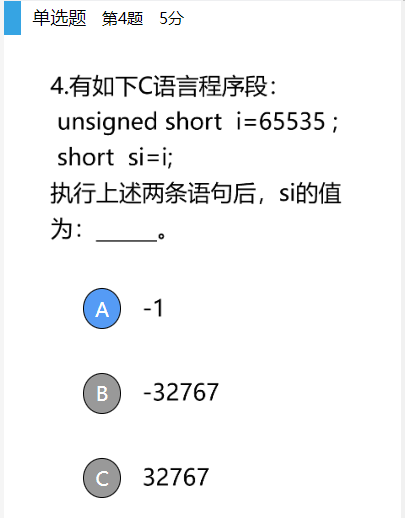 单选题 第4题 5分
4.有如下C语言程序段：
unsigned short i=65535 ;
short si=i;
执行上述两条语句后，si的值
为：______。
A -1
B -32767
C 32767